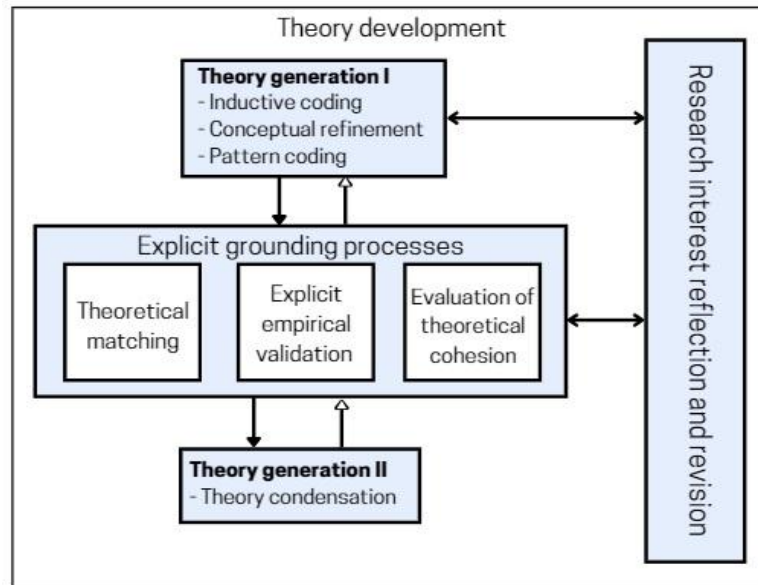 Theory development
Theory generation I
- Inductive coding
- Conceptual refinement
- Pattern coding
Explicit grounding processes
Theoretical
matching
Explicit
empirical
validation
Evaluation of
theoretical
cohesion
Theory generation II
- Theory condensation
Research interest reflection and revision